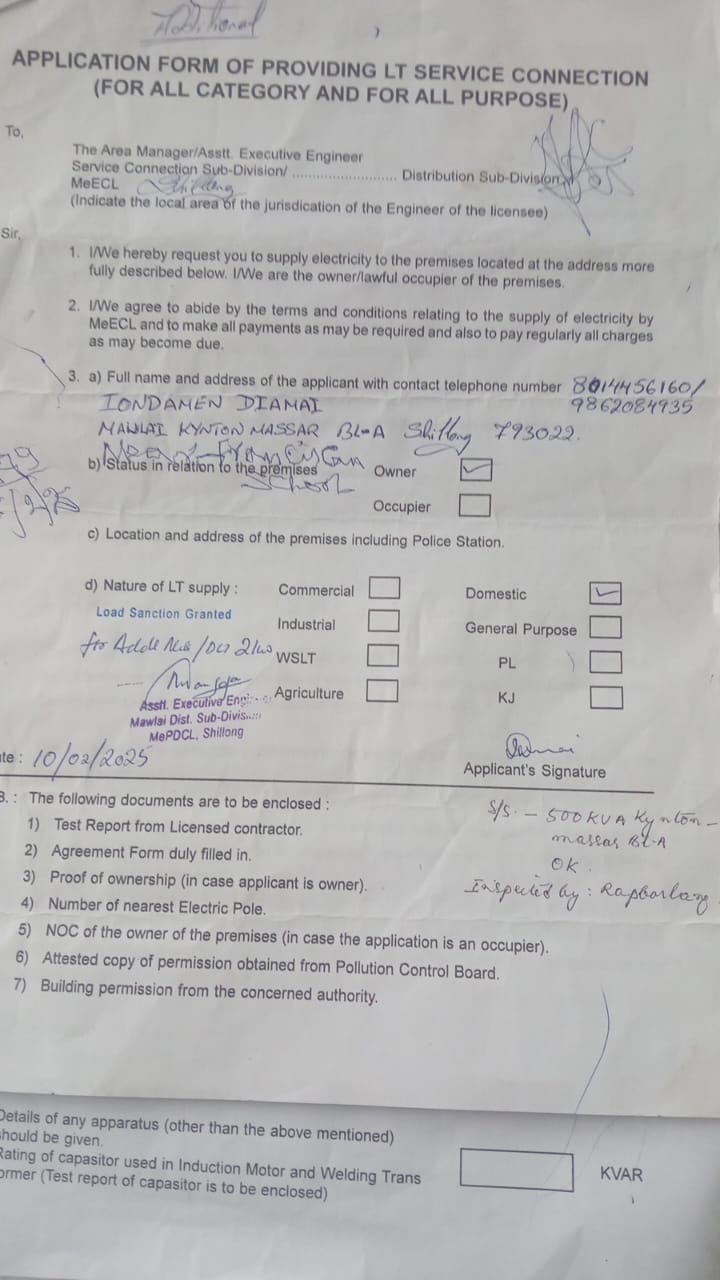 Additional
APPLICATION FORM OF PROVIDING LT SERVICE CONNECTION
(FOR ALL CATEGORY AND FOR ALL PURPOSE)
To,
The Area Manager/Asstt. Executive Engineer
Service Connection Sub-Division/ ........................... Distribution Sub-Division,
MeECL Shillong
(Indicate the local area of the jurisdication of the Engineer of the licensee)
Sir,
1. I/We hereby request you to supply electricity to the premises located at the address more
fully described below. I/We are the owner/lawful occupier of the premises.
2. I/We agree to abide by the terms and conditions relating to the supply of electricity by
MeECL and to make all payments as may be required and also to pay regularly all charges
as may become due.
3. a) Full name and address of the applicant with contact telephone number 8014456160/
9862084935
IONDAMEN DIAMAI
MAWLAI KYNTON MASSAR BL-A Shillong 793022.
Near Franciscan
School
b) Status in relation to the premises Owner
Occupier
c) Location and address of the premises including Police Station.
d) Nature of LT supply : Commercial Domestic
Load Sanction Granted
Industrial General Purpose
for Addl 2kw
WSLT PL
Agriculture KJ
Asstt. Executive
Mawlai Dist. Sub-Division
MePDCL, Shillong
te : 10/02/2025
Applicant's Signature
B. : The following documents are to be enclosed :
S/S. - 500KVA Kynton-
massar BL-A
OK.
Inspected by : Rapborlang
1) Test Report from Licensed contractor.
2) Agreement Form duly filled in.
3) Proof of ownership (in case applicant is owner).
4) Number of nearest Electric Pole.
5) NOC of the owner of the premises (in case the application is an occupier).
6) Attested copy of permission obtained from Pollution Control Board.
7) Building permission from the concerned authority.
Details of any apparatus (other than the above mentioned)
should be given.
Rating of capasitor used in Induction Motor and Welding Trans
ormer (Test report of capasitor is to be enclosed)
KVAR